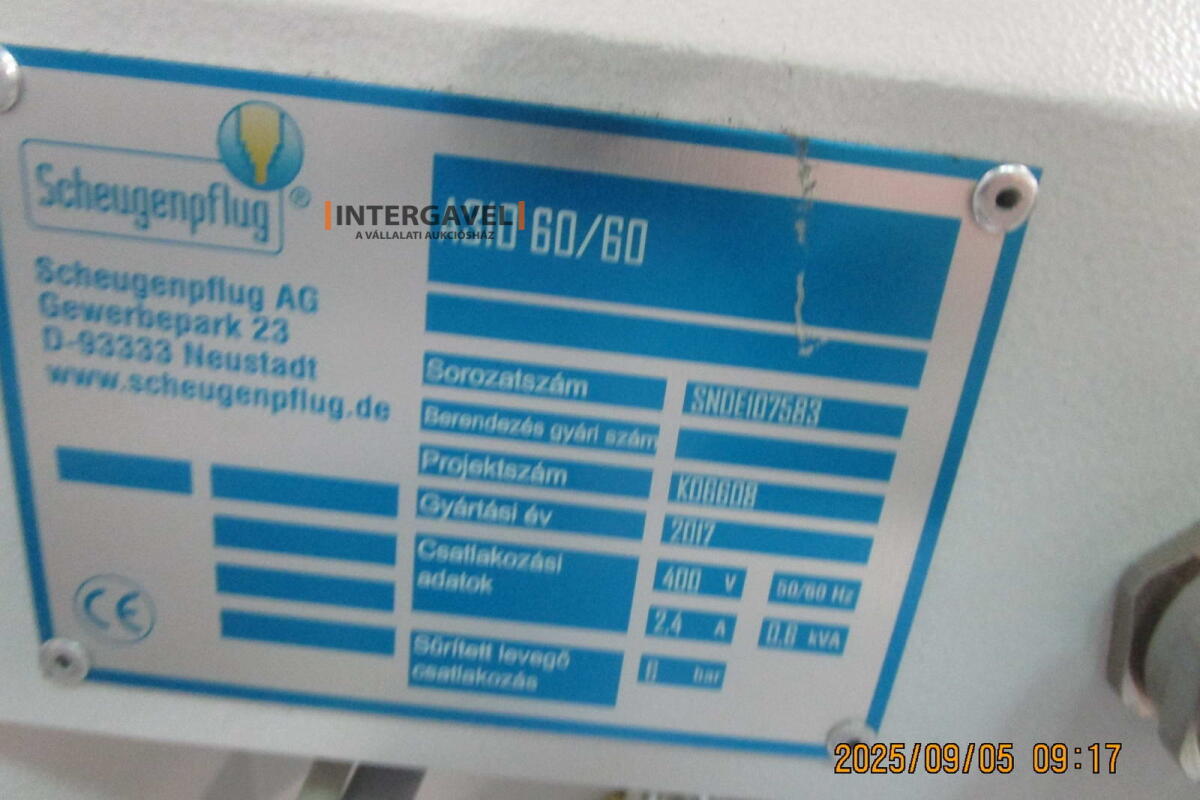 Scheugenpflug®
INTERGAVEL
A VÁLLALATI AUKCIÓSHÁZ
60/60
Scheugenpflug AG
Gewerbepark 23
D-93333 Neustadt
www.scheugenpflug.de
Sorozatszám SNDE107583
Berendezés gyári szám
Projektszám K06608
Gyártási év 2017
Csatlakozási 400 V 50/60 Hz
adatok 2,4 A 0.6 kVA
Sűrített levegő 6 bar
csatlakozás
CE
2025/09/05 09:17